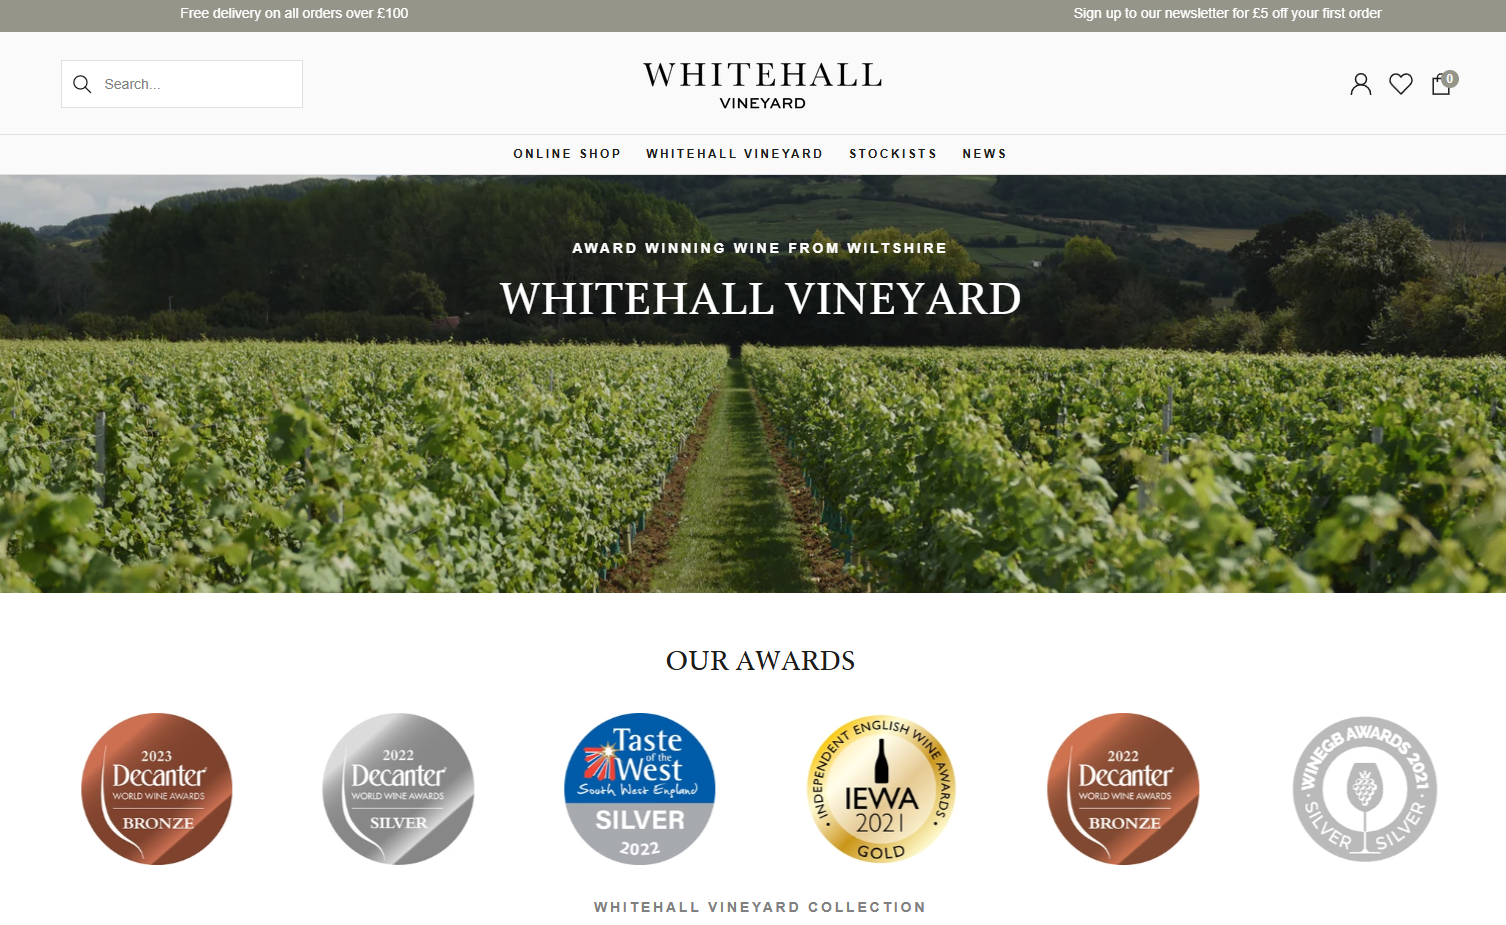 Free delivery on all orders over £100
Sign up to our newsletter for £5 off your first order
Search...
WHITEHALL
VINEYARD
0
ONLINE SHOP
WHITEHALL VINEYARD
STOCKISTS
NEWS
AWARD WINNING WINE FROM WILTSHIRE
WHITEHALL VINEYARD
OUR AWARDS
2023
Decanter
WORLD WINE AWARDS
BRONZE
2022
Decanter
WORLD WINE AWARDS
SILVER
Taste
of the
West
South West England
SILVER
2022
INDEPENDENT ENGLISH WINE AWARDS
IEWA
2021
GOLD
2022
Decanter
WORLD WINE AWARDS
BRONZE
WINEGB AWARDS 2021
SILVER
SILVER
WHITEHALL VINEYARD COLLECTION